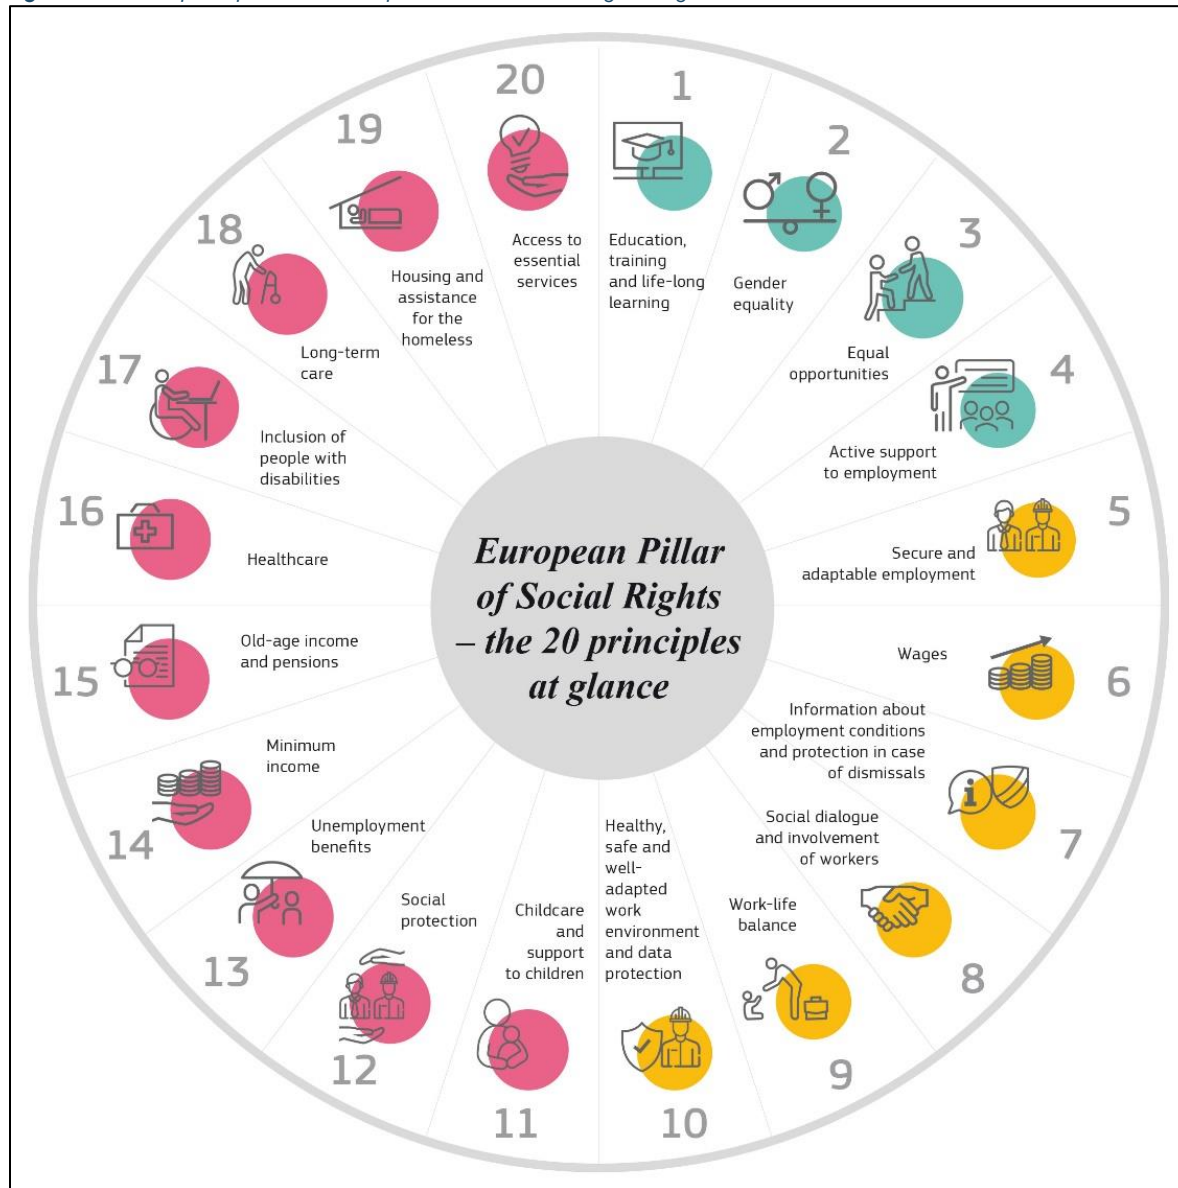 European Pillar
of Social Rights
– the 20 principles
at glance
1
Education,
training
and life-long
learning
2
Gender
equality
3
Equal
opportunities
4
Active support
to employment
5
Secure and
adaptable employment
6
Wages
7
Information about
employment conditions
and protection in case
of dismissals
8
Social dialogue
and involvement
of workers
9
Work-life
balance
10
Healthy,
safe and
well-
adapted
work
environment
and data
protection
11
Childcare
and
support
to children
12
Social
protection
13
Unemployment
benefits
14
Minimum
income
15
Old-age income
and pensions
16
Healthcare
17
Inclusion of
people with
disabilities
18
Long-term
care
19
Housing and
assistance
for the
homeless
20
Access to
essential
services